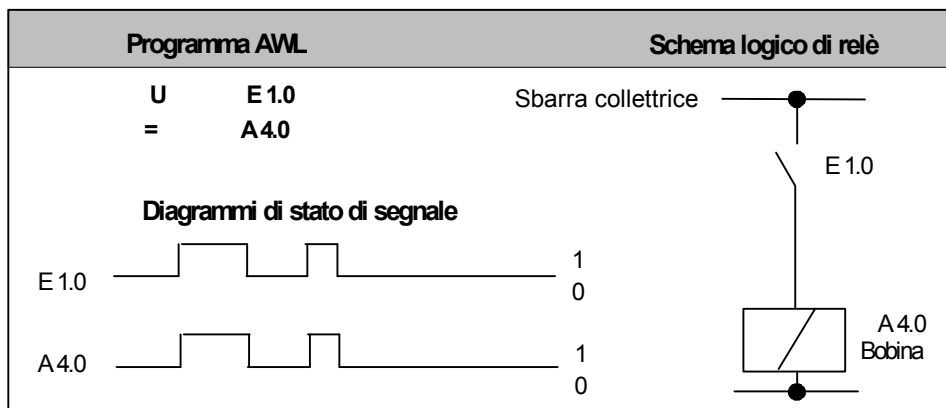 Programma AWL
Schema logico di relè
U E 1.0
= A 4.0
Sbarra collettrice
E 1.0
Diagrammi di stato di segnale
E 1.0
1
0
A 4.0
1
0
A 4.0
Bobina